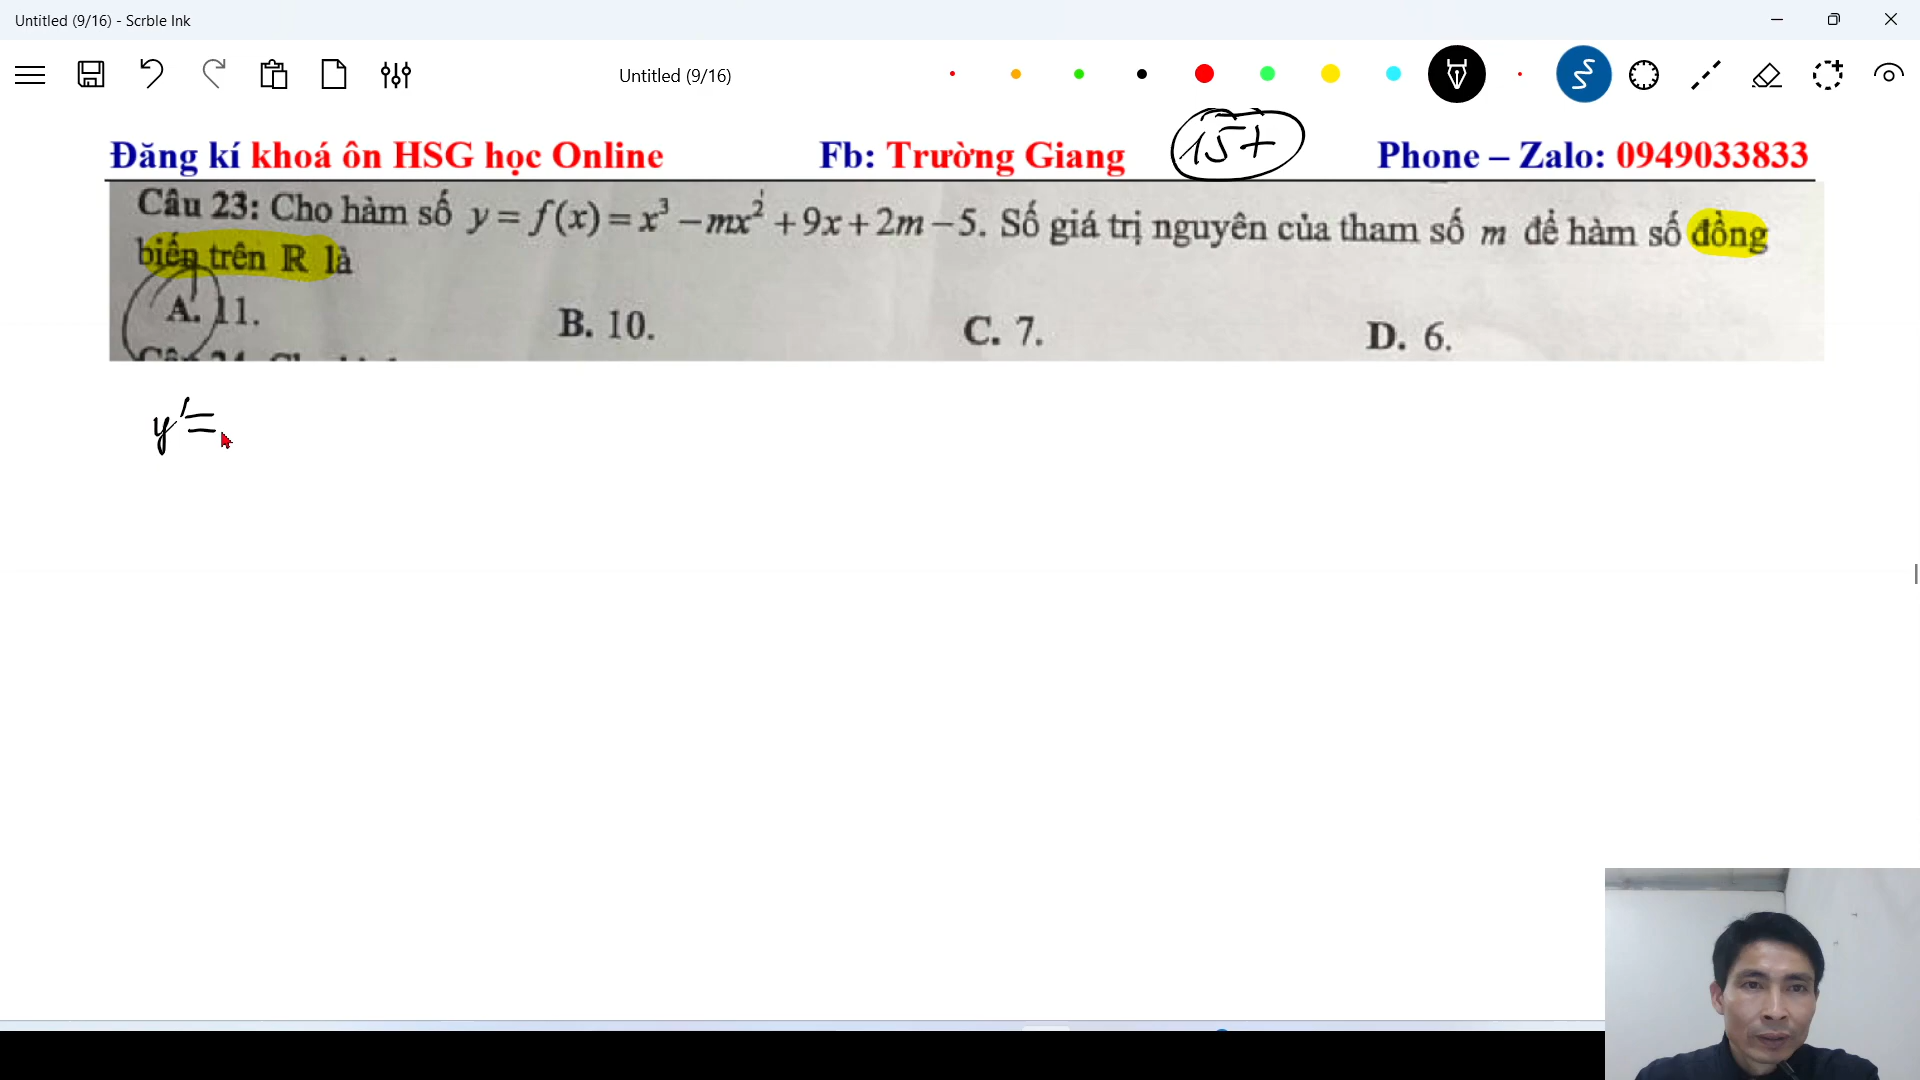 Untitled (9/16) - Scrble Ink
Untitled (9/16)
Đăng kí khoá ôn HSG học Online Fb: Trường Giang 15+ Phone – Zalo: 0949033833
Câu 23: Cho hàm số y = f(x) = x³ − mx² + 9x + 2m − 5. Số giá trị nguyên của tham số m để hàm số đồng
biến trên ℝ là
A. 11. B. 10. C. 7. D. 6.
y' =